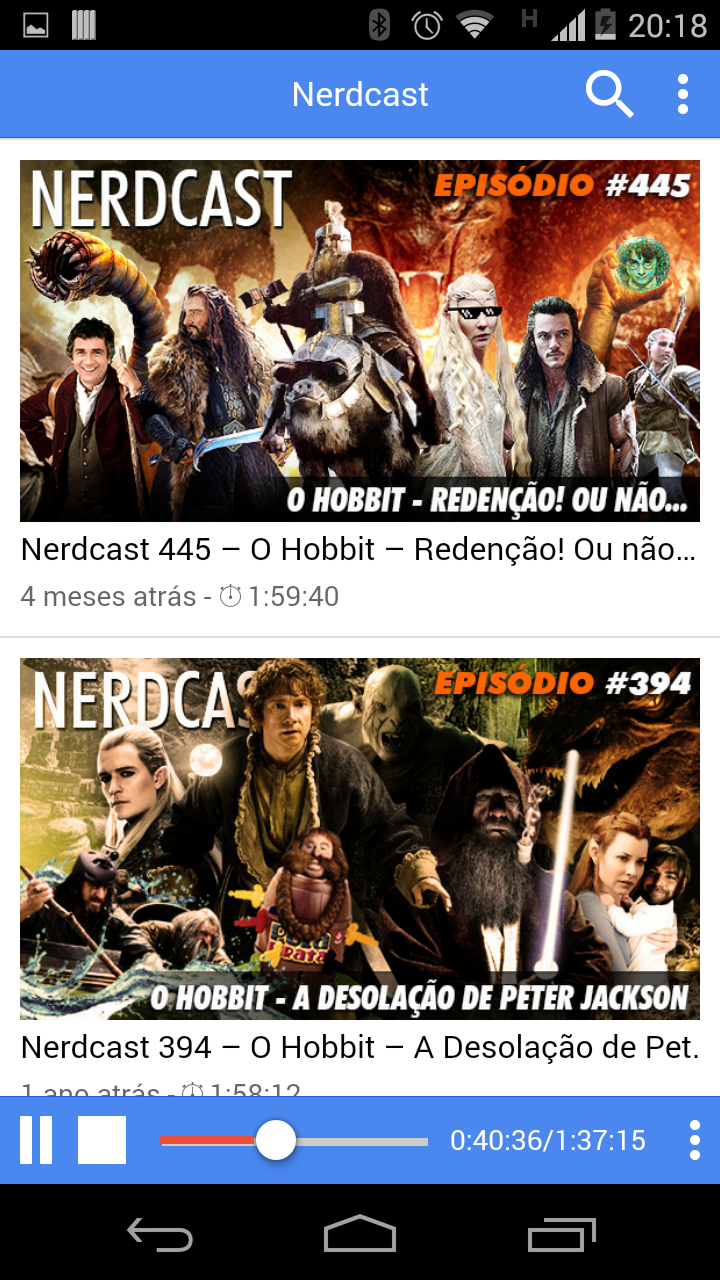 H 20:18
Nerdcast
NERDCAST
EPISÓDIO #445
O HOBBIT - REDENÇÃO! OU NÃO...
Nerdcast 445 – O Hobbit – Redenção! Ou não...
4 meses atrás - 1:59:40
NERDCAS
EPISÓDIO #394
O HOBBIT - A DESOLAÇÃO DE PETER JACKSON
Nerdcast 394 – O Hobbit – A Desolação de Pet.
1 ano atrás - 1:58:12
0:40:36/1:37:15